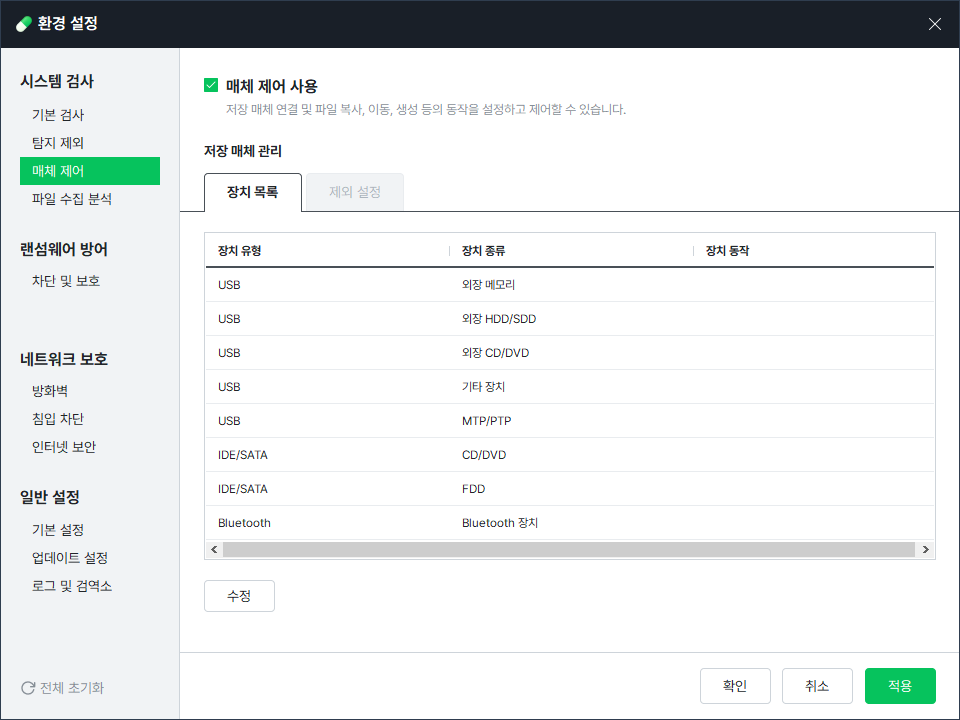 환경 설정
시스템 검사
기본 검사
탐지 제외
매체 제어
파일 수집 분석
랜섬웨어 방어
차단 및 보호
네트워크 보호
방화벽
침입 차단
인터넷 보안
일반 설정
기본 설정
업데이트 설정
로그 및 검역소
전체 초기화
매체 제어 사용
저장 매체 연결 및 파일 복사, 이동, 생성 등의 동작을 설정하고 제어할 수 있습니다.
저장 매체 관리
장치 목록 제외 설정
장치 유형 장치 종류 장치 동작
USB 외장 메모리
USB 외장 HDD/SDD
USB 외장 CD/DVD
USB 기타 장치
USB MTP/PTP
IDE/SATA CD/DVD
IDE/SATA FDD
Bluetooth Bluetooth 장치
수정
확인 취소 적용